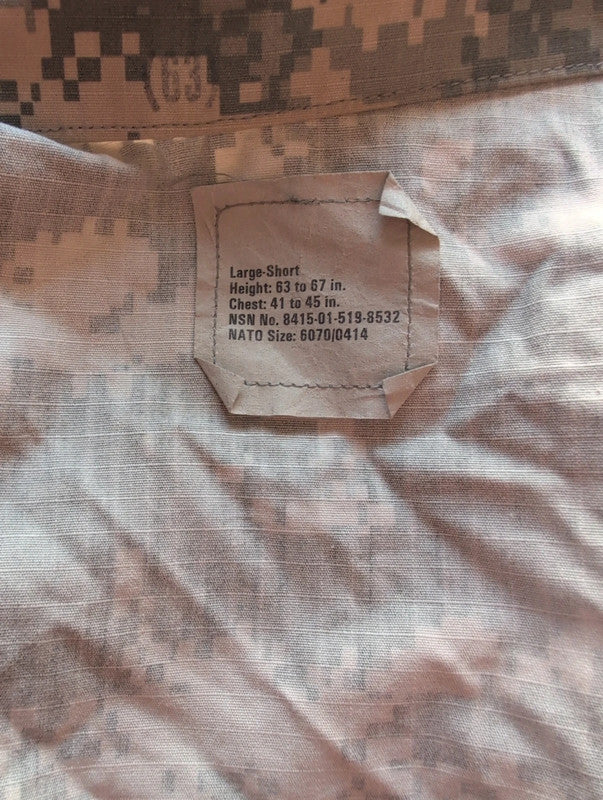 (63)
Large-Short
Height: 63 to 67 in.
Chest: 41 to 45 in.
NSN No. 8415-01-519-8532
NATO Size: 6070/0414